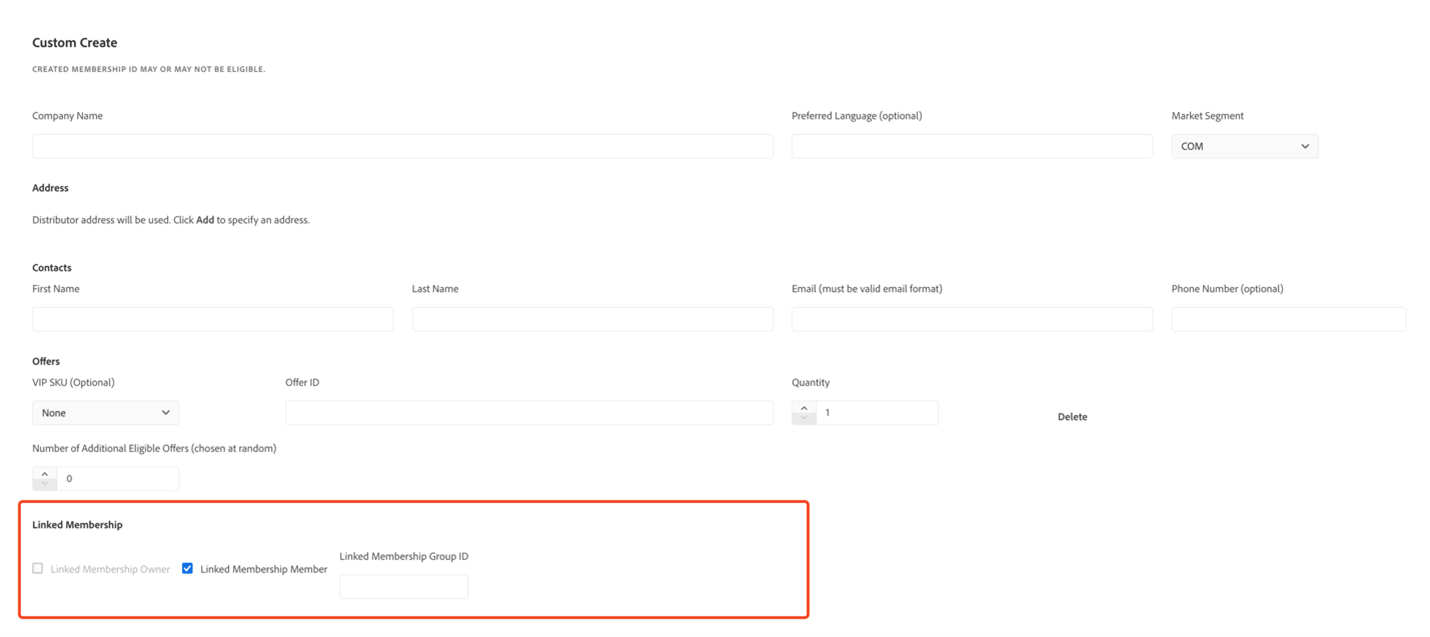 Custom Create
CREATED MEMBERSHIP ID MAY OR MAY NOT BE ELIGIBLE.
Company Name
Preferred Language (optional)
Market Segment
COM
Address
Distributor address will be used. Click Add to specify an address.
Contacts
First Name
Last Name
Email (must be valid email format)
Phone Number (optional)
Offers
VIP SKU (Optional)
Offer ID
Quantity
None
1
Delete
Number of Additional Eligible Offers (chosen at random)
0
Linked Membership
Linked Membership Group ID
Linked Membership Owner
Linked Membership Member